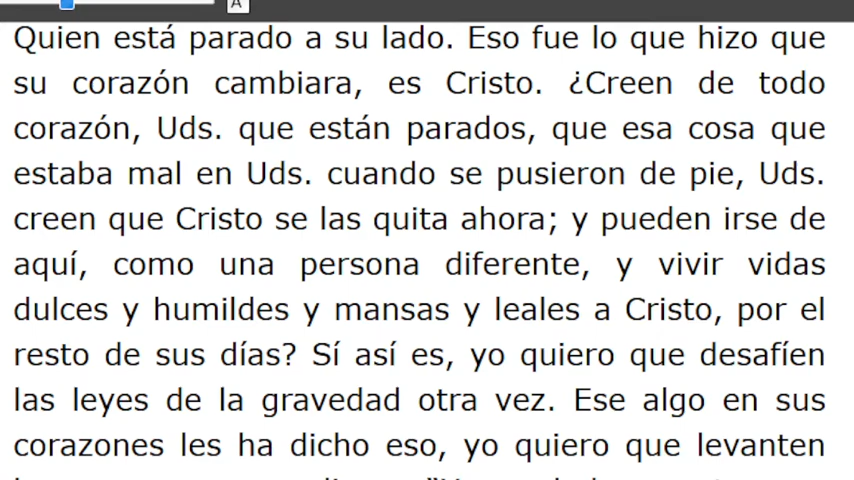 A
Quien está parado a su lado. Eso fue lo que hizo que
su corazón cambiara, es Cristo. ¿Creen de todo
corazón, Uds. que están parados, que esa cosa que
estaba mal en Uds. cuando se pusieron de pie, Uds.
creen que Cristo se las quita ahora; y pueden irse de
aquí, como una persona diferente, y vivir vidas
dulces y humildes y mansas y leales a Cristo, por el
resto de sus días? Sí así es, yo quiero que desafíen
las leyes de la gravedad otra vez. Ese algo en sus
corazones les ha dicho eso, yo quiero que levanten